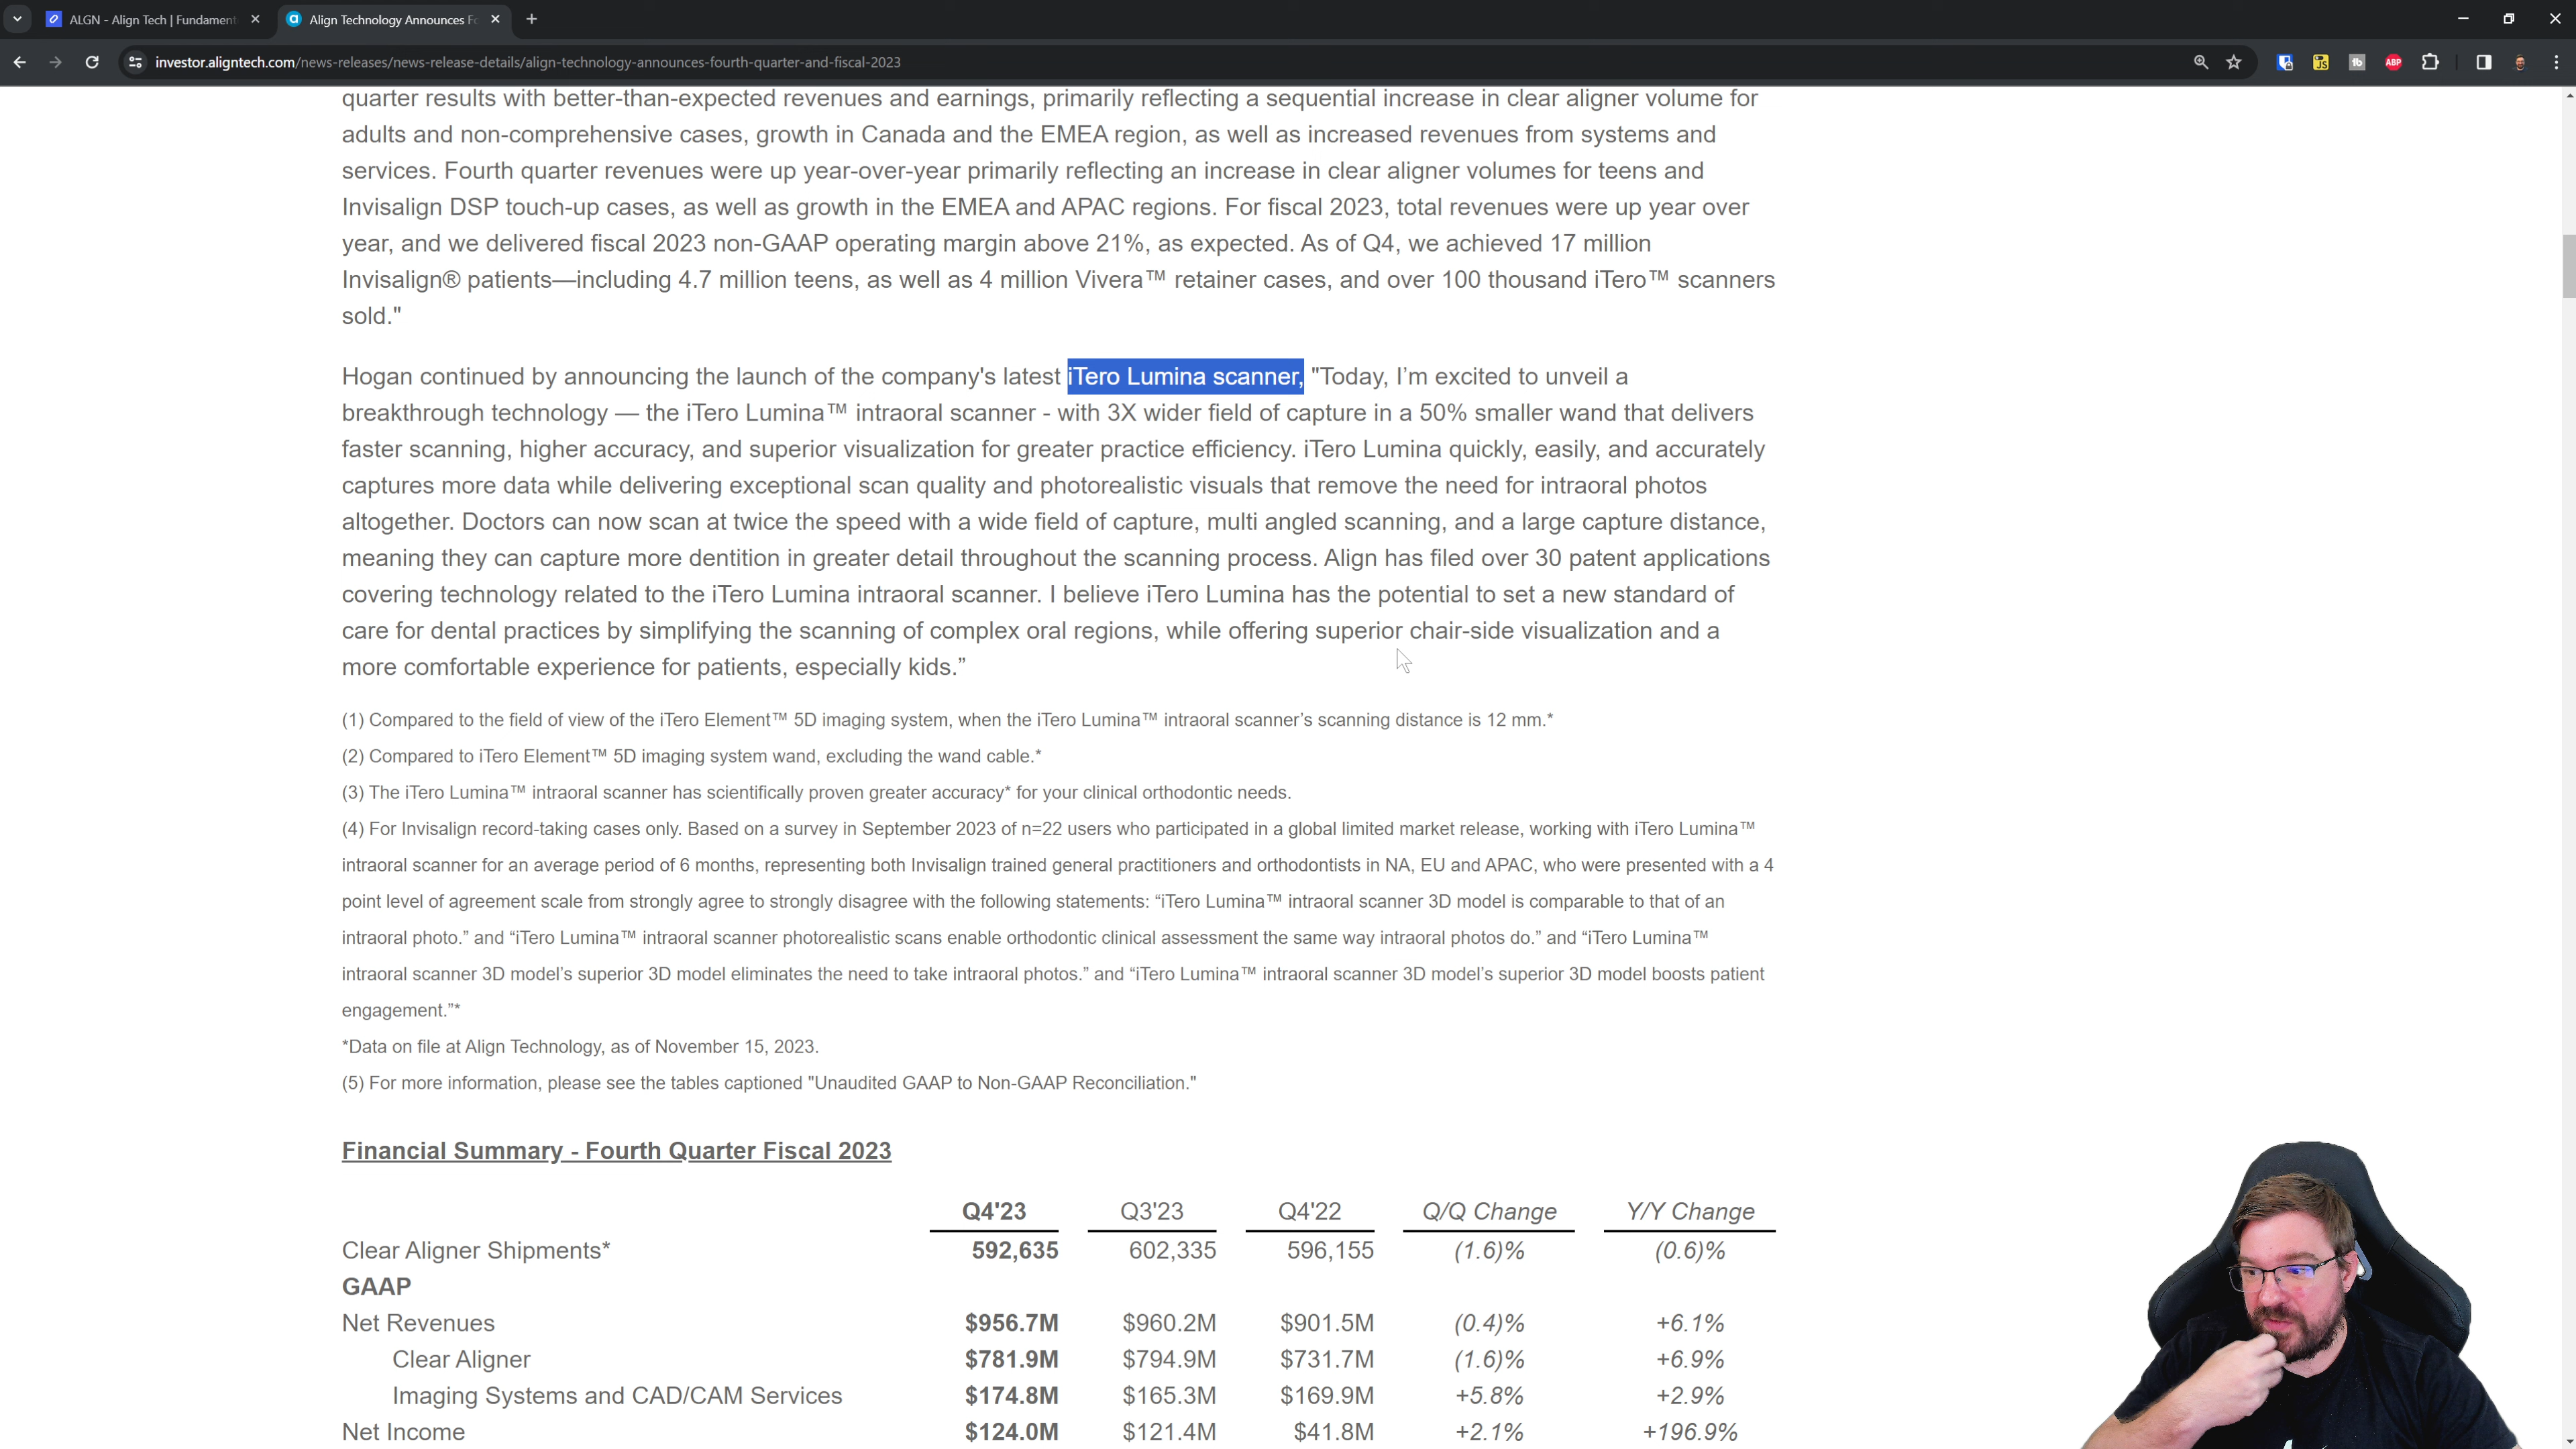 ALGN - Align Tech | Fundament
Align Technology Announces Fo
investor.aligntech.com/news-releases/news-release-details/align-technology-announces-fourth-quarter-and-fiscal-2023
quarter results with better-than-expected revenues and earnings, primarily reflecting a sequential increase in clear aligner volume for
adults and non-comprehensive cases, growth in Canada and the EMEA region, as well as increased revenues from systems and
services. Fourth quarter revenues were up year-over-year primarily reflecting an increase in clear aligner volumes for teens and
Invisalign DSP touch-up cases, as well as growth in the EMEA and APAC regions. For fiscal 2023, total revenues were up year over
year, and we delivered fiscal 2023 non-GAAP operating margin above 21%, as expected. As of Q4, we achieved 17 million
Invisalign® patients—including 4.7 million teens, as well as 4 million Vivera™ retainer cases, and over 100 thousand iTero™ scanners
sold."
Hogan continued by announcing the launch of the company's latest iTero Lumina scanner, "Today, I’m excited to unveil a
breakthrough technology — the iTero Lumina™ intraoral scanner - with 3X wider field of capture in a 50% smaller wand that delivers
faster scanning, higher accuracy, and superior visualization for greater practice efficiency. iTero Lumina quickly, easily, and accurately
captures more data while delivering exceptional scan quality and photorealistic visuals that remove the need for intraoral photos
altogether. Doctors can now scan at twice the speed with a wide field of capture, multi angled scanning, and a large capture distance,
meaning they can capture more dentition in greater detail throughout the scanning process. Align has filed over 30 patent applications
covering technology related to the iTero Lumina intraoral scanner. I believe iTero Lumina has the potential to set a new standard of
care for dental practices by simplifying the scanning of complex oral regions, while offering superior chair-side visualization and a
more comfortable experience for patients, especially kids.”
(1) Compared to the field of view of the iTero Element™ 5D imaging system, when the iTero Lumina™ intraoral scanner’s scanning distance is 12 mm.*
(2) Compared to iTero Element™ 5D imaging system wand, excluding the wand cable.*
(3) The iTero Lumina™ intraoral scanner has scientifically proven greater accuracy* for your clinical orthodontic needs.
(4) For Invisalign record-taking cases only. Based on a survey in September 2023 of n=22 users who participated in a global limited market release, working with iTero Lumina™
intraoral scanner for an average period of 6 months, representing both Invisalign trained general practitioners and orthodontists in NA, EU and APAC, who were presented with a 4
point level of agreement scale from strongly agree to strongly disagree with the following statements: “iTero Lumina™ intraoral scanner 3D model is comparable to that of an
intraoral photo.” and “iTero Lumina™ intraoral scanner photorealistic scans enable orthodontic clinical assessment the same way intraoral photos do.” and “iTero Lumina™
intraoral scanner 3D model’s superior 3D model eliminates the need to take intraoral photos.” and “iTero Lumina™ intraoral scanner 3D model’s superior 3D model boosts patient
engagement.”*
*Data on file at Align Technology, as of November 15, 2023.
(5) For more information, please see the tables captioned "Unaudited GAAP to Non-GAAP Reconciliation."
Financial Summary - Fourth Quarter Fiscal 2023
Q4'23 Q3'23 Q4'22 Q/Q Change Y/Y Change
Clear Aligner Shipments* 592,635 602,335 596,155 (1.6)% (0.6)%
GAAP
Net Revenues $956.7M $960.2M $901.5M (0.4)% +6.1%
Clear Aligner $781.9M $794.9M $731.7M (1.6)% +6.9%
Imaging Systems and CAD/CAM Services $174.8M $165.3M $169.9M +5.8% +2.9%
Net Income $124.0M $121.4M $41.8M +2.1% +196.9%